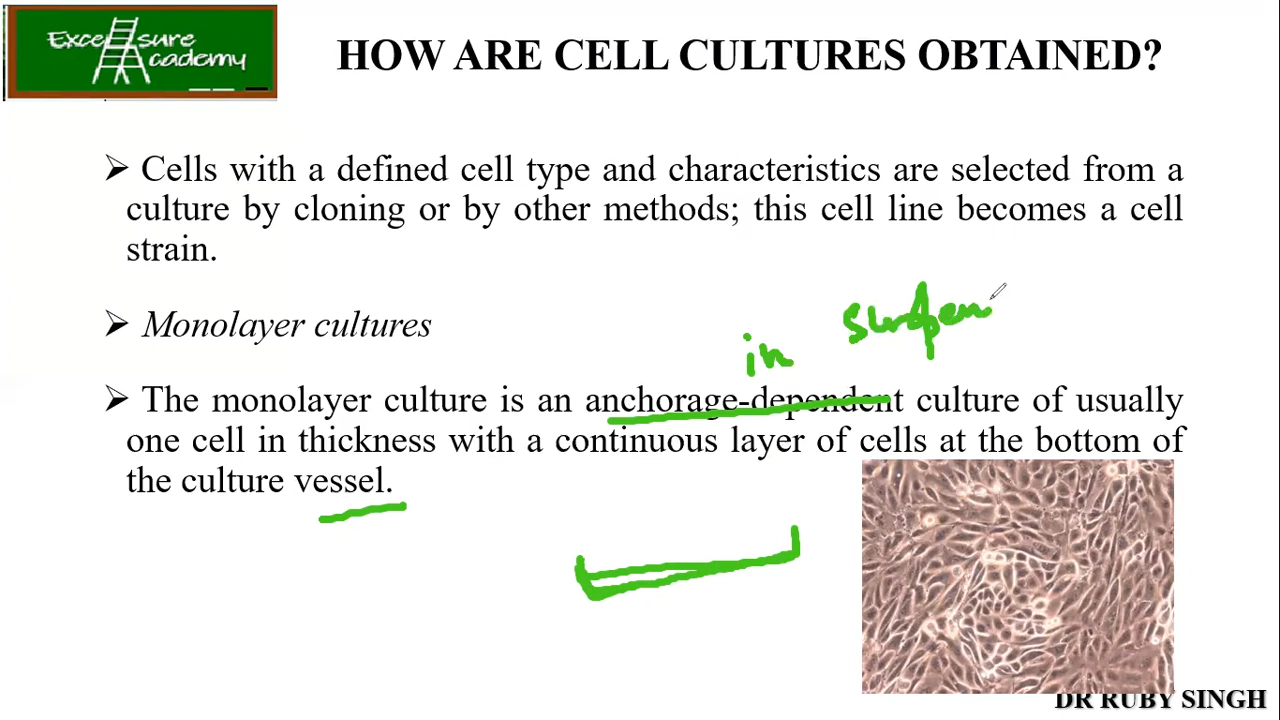 Excel sure
Academy
HOW ARE CELL CULTURES OBTAINED?
➢ Cells with a defined cell type and characteristics are selected from a
culture by cloning or by other methods; this cell line becomes a cell
strain.
➢ Monolayer cultures
in
➢ The monolayer culture is an anchorage-dependent culture of usually
one cell in thickness with a continuous layer of cells at the bottom of
the culture vessel.
DR RUBY SINGH